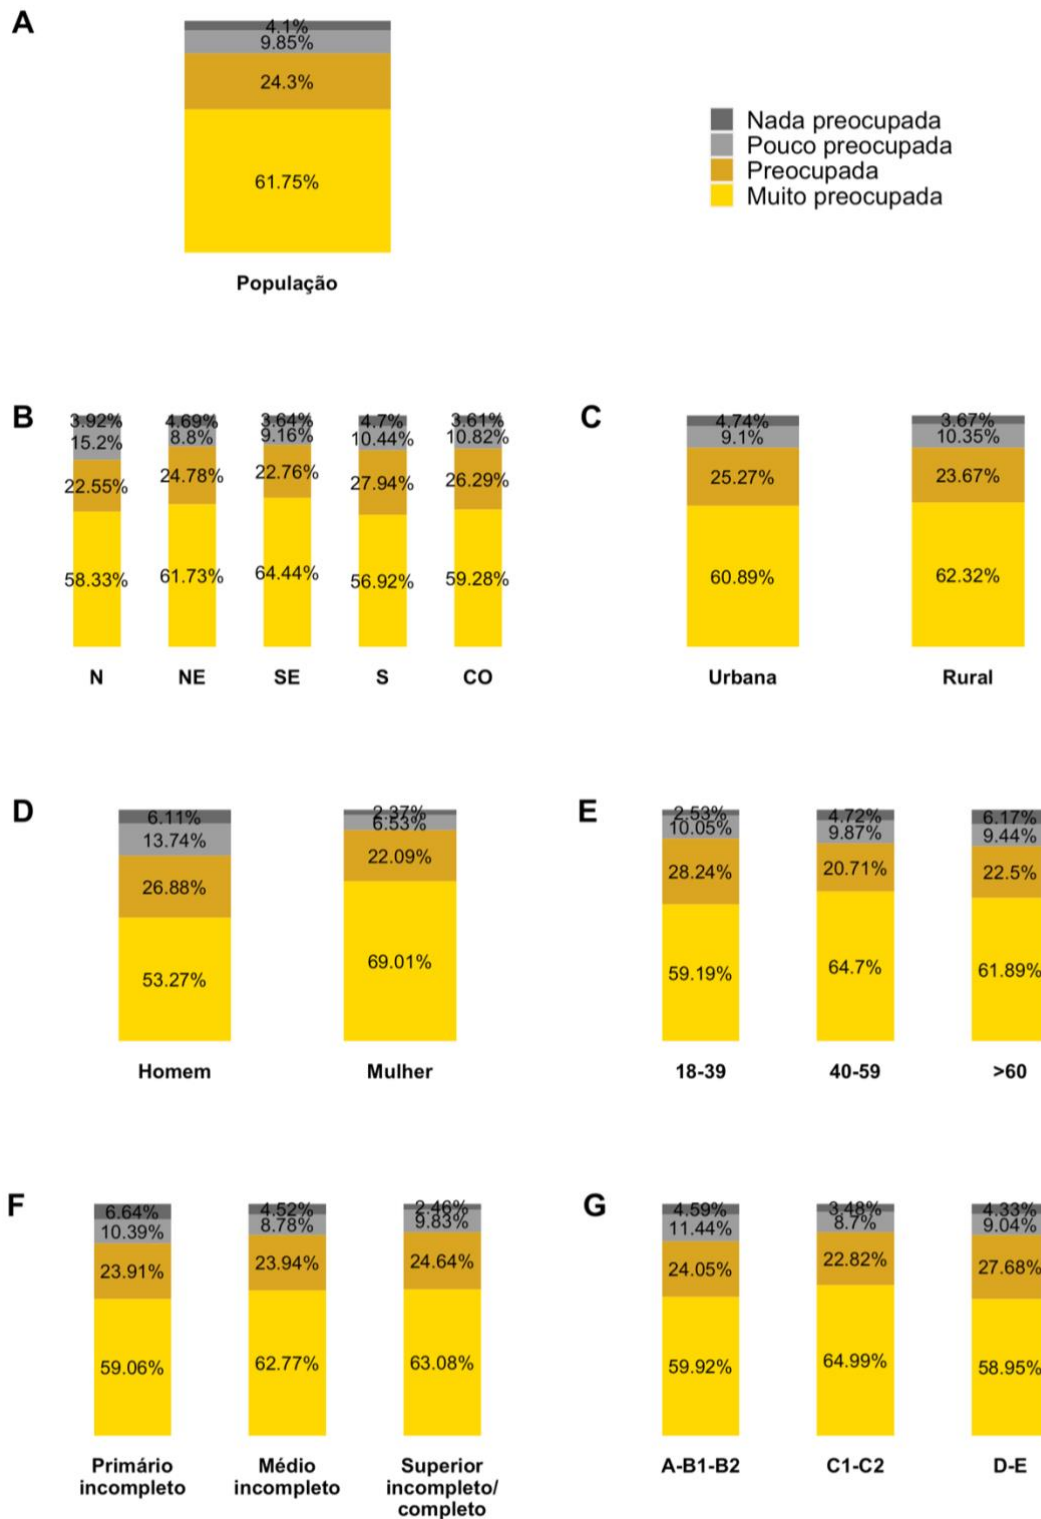 A
4.1%
9.85%
24.3%
61.75%
População
Nada preocupada
Pouco preocupada
Preocupada
Muito preocupada
B
3.92% 4.69% 3.64% 4.7% 3.61%
15.2% 8.8% 9.16% 10.44% 10.82%
22.55% 24.78% 22.76% 27.94% 26.29%
58.33% 61.73% 64.44% 56.92% 59.28%
N NE SE S CO
C
4.74% 3.67%
9.1% 10.35%
25.27% 23.67%
60.89% 62.32%
Urbana Rural
D
6.11% 2.37%
13.74% 6.53%
26.88% 22.09%
53.27% 69.01%
Homem Mulher
E
2.53% 4.72% 6.17%
10.05% 9.87% 9.44%
28.24% 20.71% 22.5%
59.19% 64.7% 61.89%
18-39 40-59 >60
F
6.64% 4.52% 2.46%
10.39% 8.78% 9.83%
23.91% 23.94% 24.64%
59.06% 62.77% 63.08%
Primário Médio Superior
incompleto incompleto incompleto/
completo
G
4.59% 3.48% 4.33%
11.44% 8.7% 9.04%
24.05% 22.82% 27.68%
59.92% 64.99% 58.95%
A-B1-B2 C1-C2 D-E